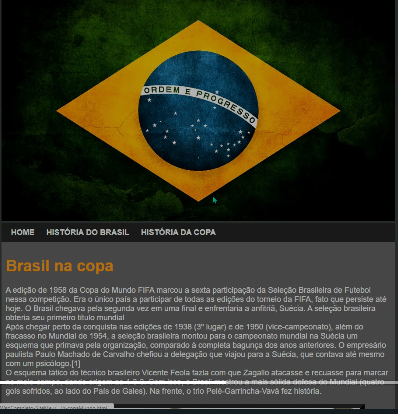 ORDEM E PROGRESSO
HOME HISTÓRIA DO BRASIL HISTÓRIA DA COPA
Brasil na copa
A edição de 1958 da Copa do Mundo FIFA marcou a sexta participação da Seleção Brasileira de Futebol
nessa competição. Era o único país a participar de todas as edições do torneio da FIFA, fato que persiste até
hoje. O Brasil chegava pela segunda vez em uma final e enfrentaria a anfitriã, Suécia. A seleção brasileira
obteria seu primeiro título mundial
Após chegar perto da conquista nas edições de 1938 (3º lugar) e de 1950 (vice-campeonato), além do
fracasso no Mundial de 1954, a seleção brasileira montou para o campeonato mundial na Suécia um
esquema que primava pela organização, comparado à completa bagunça dos anos anteriores. O empresário
paulista Paulo Machado de Carvalho chefiou a delegação que viajou para a Suécia, que contava até mesmo
com um psicólogo.[1]
O esquema tático do técnico brasileiro Vicente Feola fazia com que Zagallo atacasse e recuasse para marcar
gols sofridos, ao lado do País de Gales). Na frente, o trio Pelé-Garrincha-Vavá fez história.